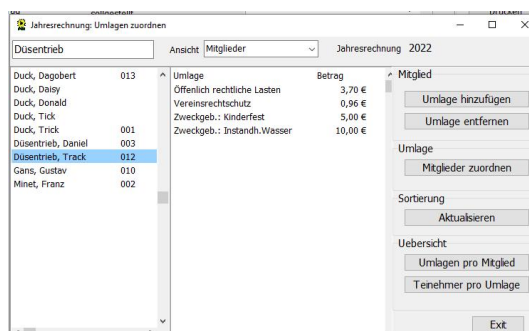 Drucken
Jahresrechnung: Umlagen zuordnen
Düsentrieb
Ansicht Mitglieder
Jahresrechnung 2022
Duck, Dagobert 013
Duck, Daisy
Duck, Donald
Duck, Tick
Duck, Trick 001
Düsentrieb, Daniel 003
Düsentrieb, Track 012
Gans, Gustav 010
Minet, Franz 002
Umlage Betrag
Öffenlich rechtliche Lasten 3,70 €
Vereinsrechtschutz 0,96 €
Zweckgeb.: Kinderfest 5,00 €
Zweckgeb.: Instandh.Wasser 10,00 €
Mitglied
Umlage hinzufügen
Umlage entfernen
Umlage
Mitglieder zuordnen
Sortierung
Aktualisieren
Uebersicht
Umlagen pro Mitglied
Teinehmer pro Umlage
Exit